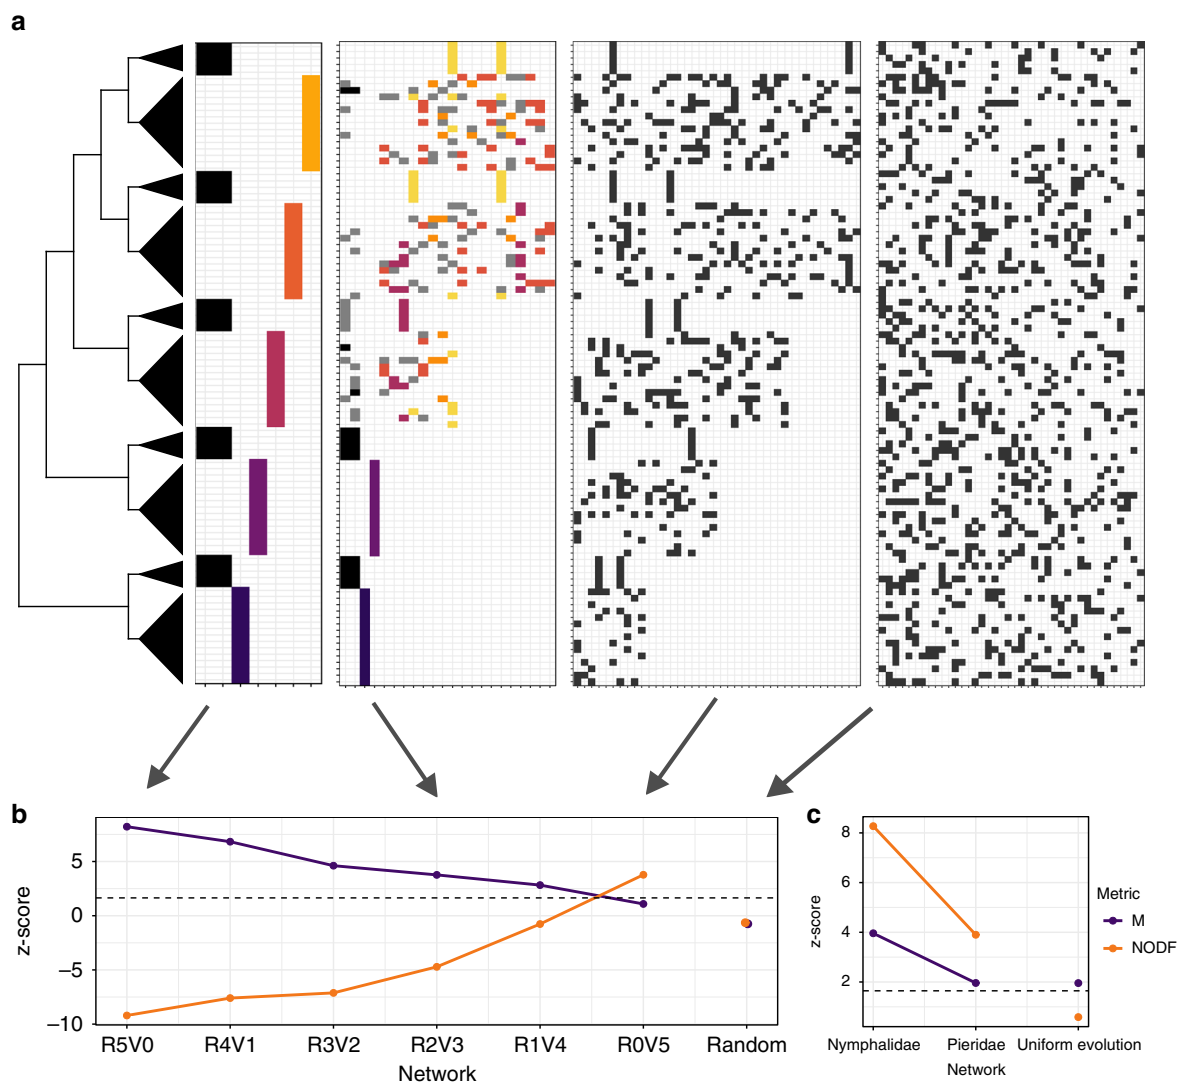 a
b
c
z-score
5
0
−5
−10
R5V0 R4V1 R3V2 R2V3 R1V4 R0V5 Random
Network
z-score
8
6
4
2
Nymphalidae Pieridae Uniform evolution
Network
Metric
M
NODF